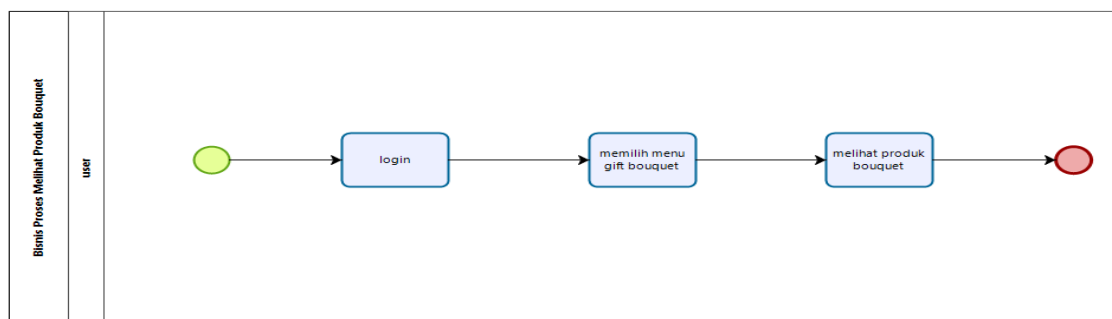 Bisnis Proses Melihat Produk Bouquet
user
login
memilih menu
gift bouquet
melihat produk
bouquet